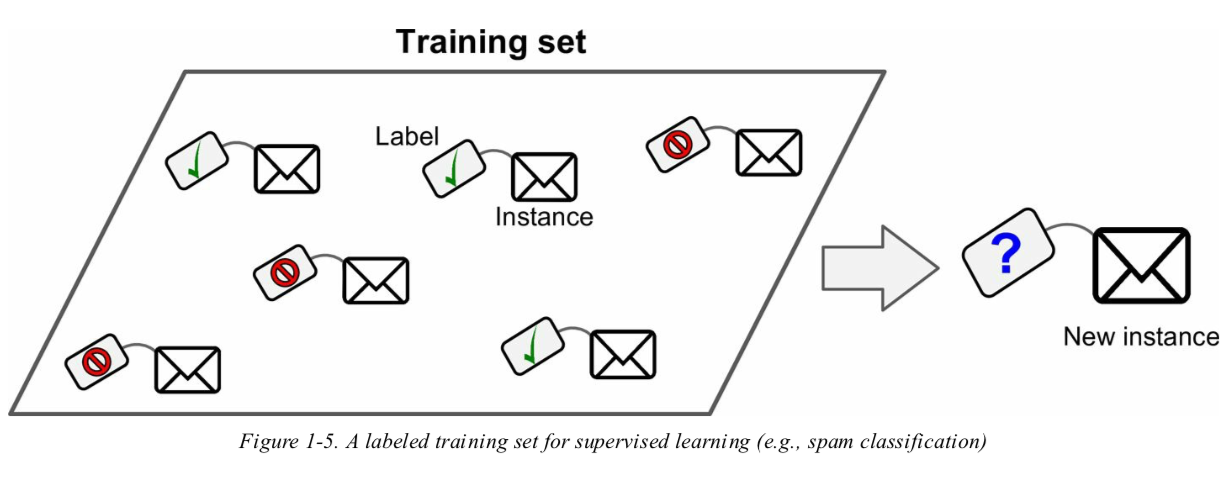 Training set
Label
Instance
?
New instance
Figure 1-5. A labeled training set for supervised learning (e.g., spam classification)